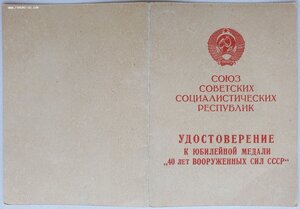 СОЮЗ
СОВЕТСКИХ
СОЦИАЛИСТИЧЕСКИХ
РЕСПУБЛИК
УДОСТОВЕРЕНИЕ
К ЮБИЛЕЙНОЙ МЕДАЛИ
„40 ЛЕТ ВООРУЖЕННЫХ СИЛ СССР“